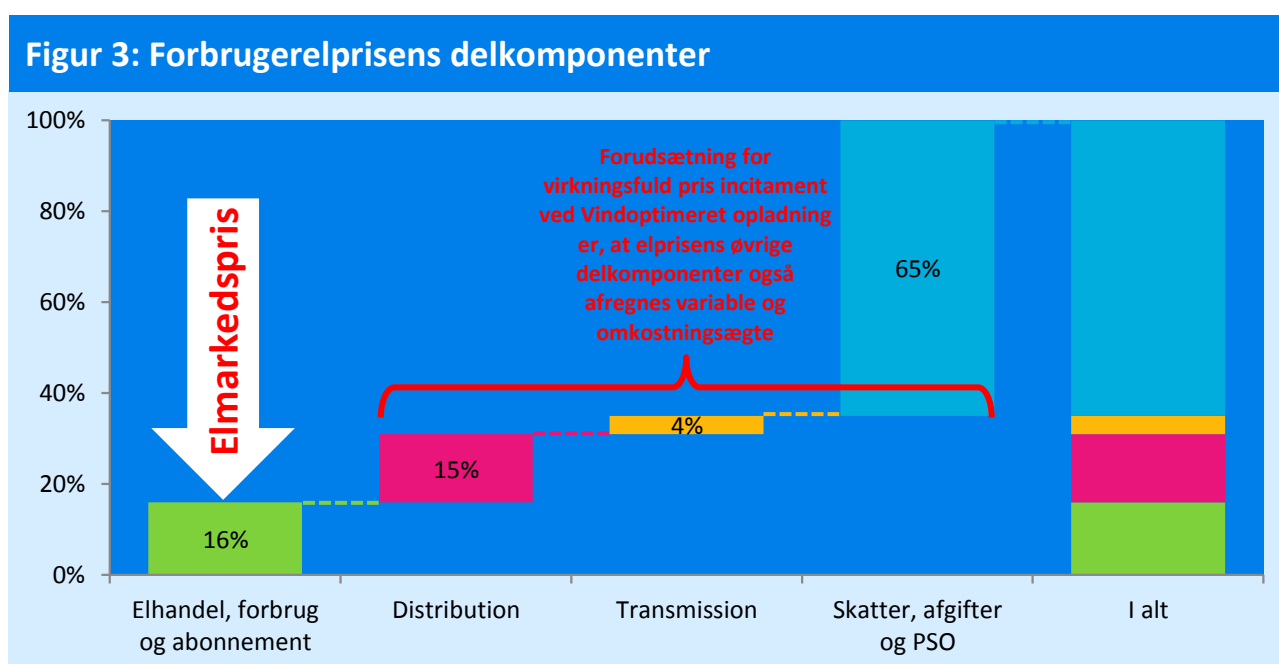 Figur 3: Forbrugerelprisens delkomponenter
100%
80%
60%
40%
20%
0%
Elmarkedspris
Forudsætning for
virkningsfuld pris incitament
ved Vindoptimeret opladning
er, at elprisens øvrige
delkomponenter også
afregnes variable og
omkostningsægte
16%
15%
4%
65%
Elhandel, forbrug
og abonnement
Distribution
Transmission
Skatter, afgifter
og PSO
I alt